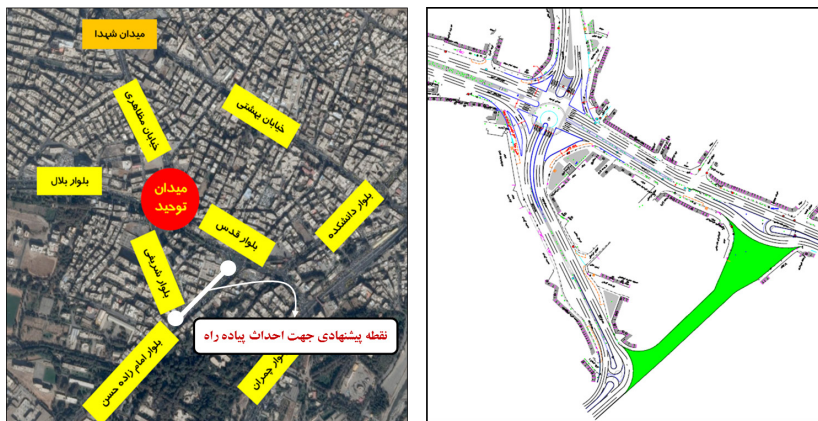 میدان شهدا
خیابان مظاهری
خیابان بهشتی
بلوار بلال
میدان
توحید
بلوار دانشکده
بلوار قدس
بلوار شریفی
نقطه پیشنهادی جهت احداث پیاده راه
بلوار امام زاده حسن
بلوار چمران